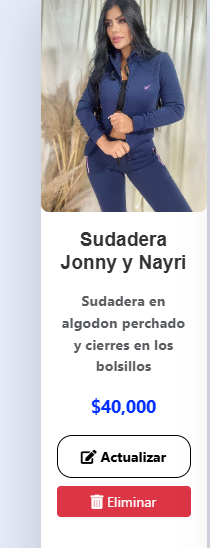 Sudadera
Jonny y Nayri
Sudadera en
algodon perchado
y cierres en los
bolsillos
$40,000
Actualizar
Eliminar